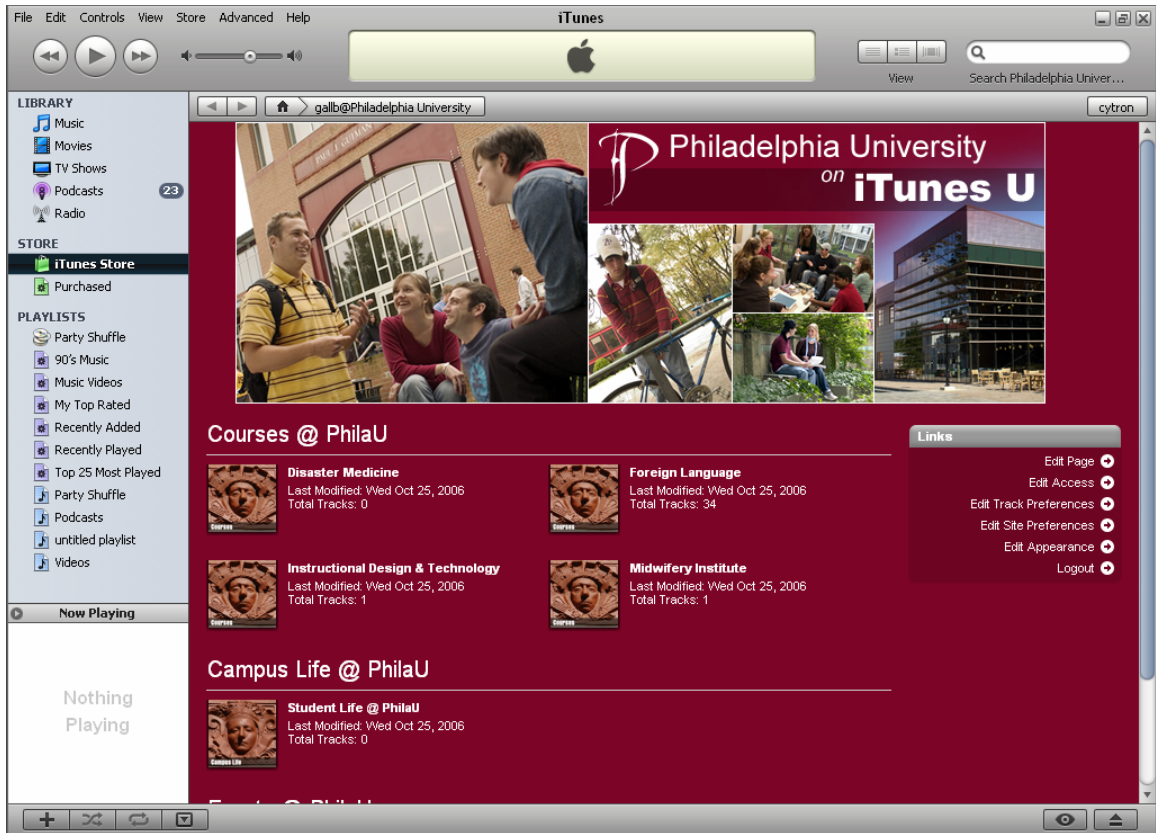 File Edit Controls View Store Advanced Help
iTunes
View
Search Philadelphia Univer...
LIBRARY
Music
Movies
TV Shows
Podcasts 23
Radio
STORE
iTunes Store
Purchased
PLAYLISTS
Party Shuffle
90's Music
Music Videos
My Top Rated
Recently Added
Recently Played
Top 25 Most Played
Party Shuffle
Podcasts
untitled playlist
Videos
Now Playing
Nothing
Playing
gallb@Philadelphia University
cytron
Philadelphia University
on iTunes U
Courses @ PhilaU
Disaster Medicine
Last Modified: Wed Oct 25, 2006
Total Tracks: 0
Courses
Foreign Language
Last Modified: Wed Oct 25, 2006
Total Tracks: 34
Courses
Instructional Design & Technology
Last Modified: Wed Oct 25, 2006
Total Tracks: 1
Courses
Midwifery Institute
Last Modified: Wed Oct 25, 2006
Total Tracks: 1
Courses
Campus Life @ PhilaU
Student Life @ PhilaU
Last Modified: Wed Oct 25, 2006
Total Tracks: 0
Campus Life
Links
Edit Page
Edit Access
Edit Track Preferences
Edit Site Preferences
Edit Appearance
Logout